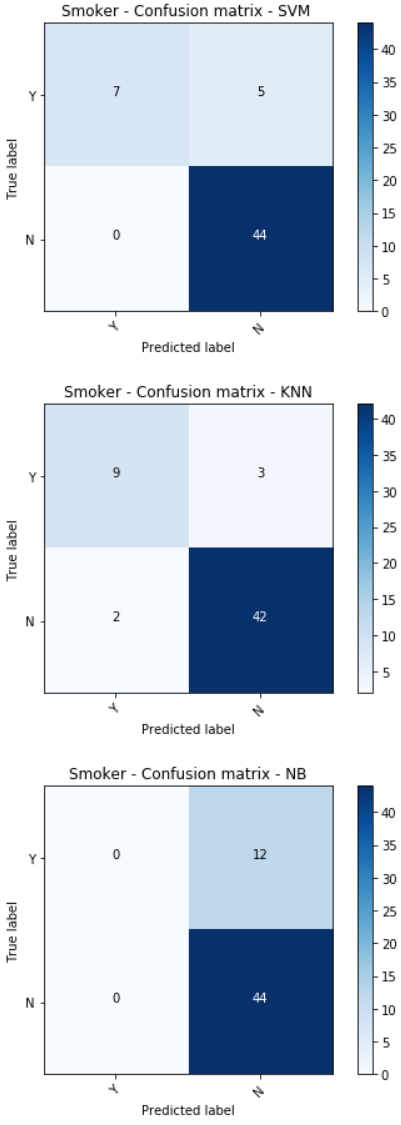 Smoker - Confusion matrix - SVM
Y 7 5 40
35
30
25
True label
20
15
N 0 44 10
5
0
Y N
Predicted label
Smoker - Confusion matrix - KNN
40
Y 9 3 35
30
25
True label
20
15
N 2 42 10
5
Y N
Predicted label
Smoker - Confusion matrix - NB
40
Y 0 12 35
30
25
True label
20
15
N 0 44 10
5
0
Y N
Predicted label